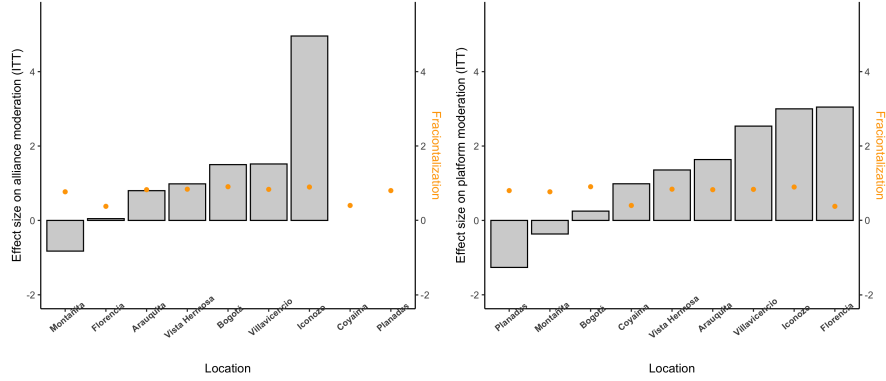 Effect size on alliance moderation (ITT)
4
2
0
-2
4
2
0
-2
Fraciontalization
Montañita
Florencia
Arauquita
Vista Hermosa
Bogotá
Villavicencio
Iconozo
Coyaima
Planadas
Location
Effect size on platform moderation (ITT)
4
2
0
-2
4
2
0
-2
Fraciontalization
Planadas
Montañita
Bogotá
Coyaima
Vista Hermosa
Arauquita
Villavicencio
Iconozo
Florencia
Location